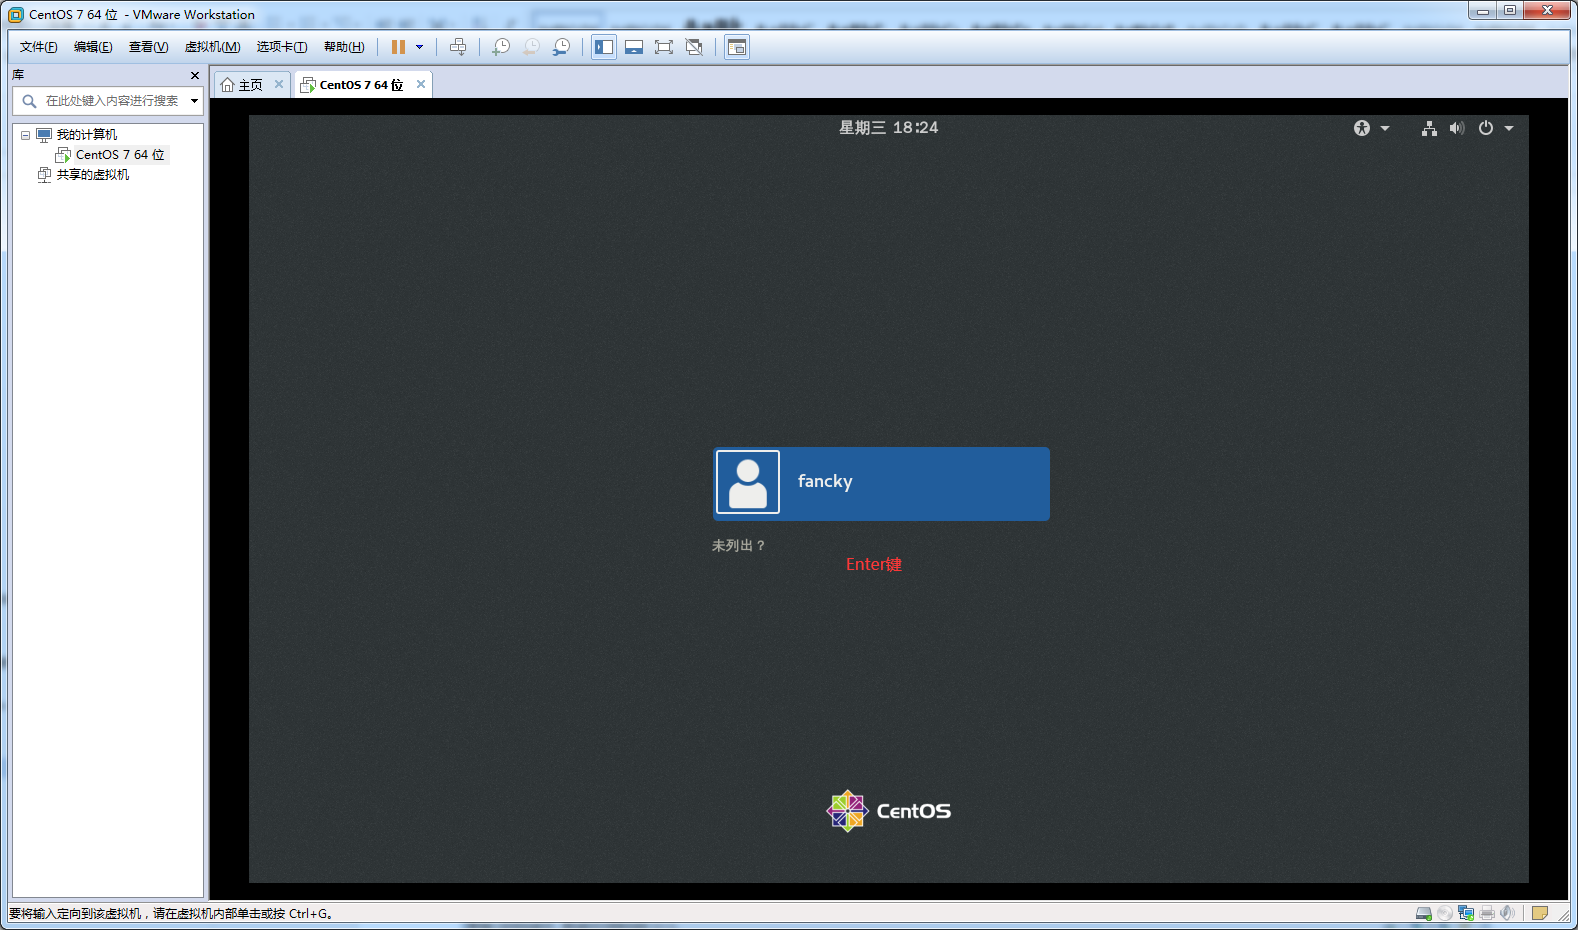 CentOS 7 64 位 - VMware Workstation
文件(F) 编辑(E) 查看(V) 虚拟机(M) 选项卡(T) 帮助(H)
库
主页 CentOS 7 64 位
在此处键入内容进行搜索
我的计算机
CentOS 7 64 位
共享的虚拟机
星期三 18∶24
fancky
未列出？
Enter键
CentOS
要将输入定向到该虚拟机，请在虚拟机内部单击或按 Ctrl+G。